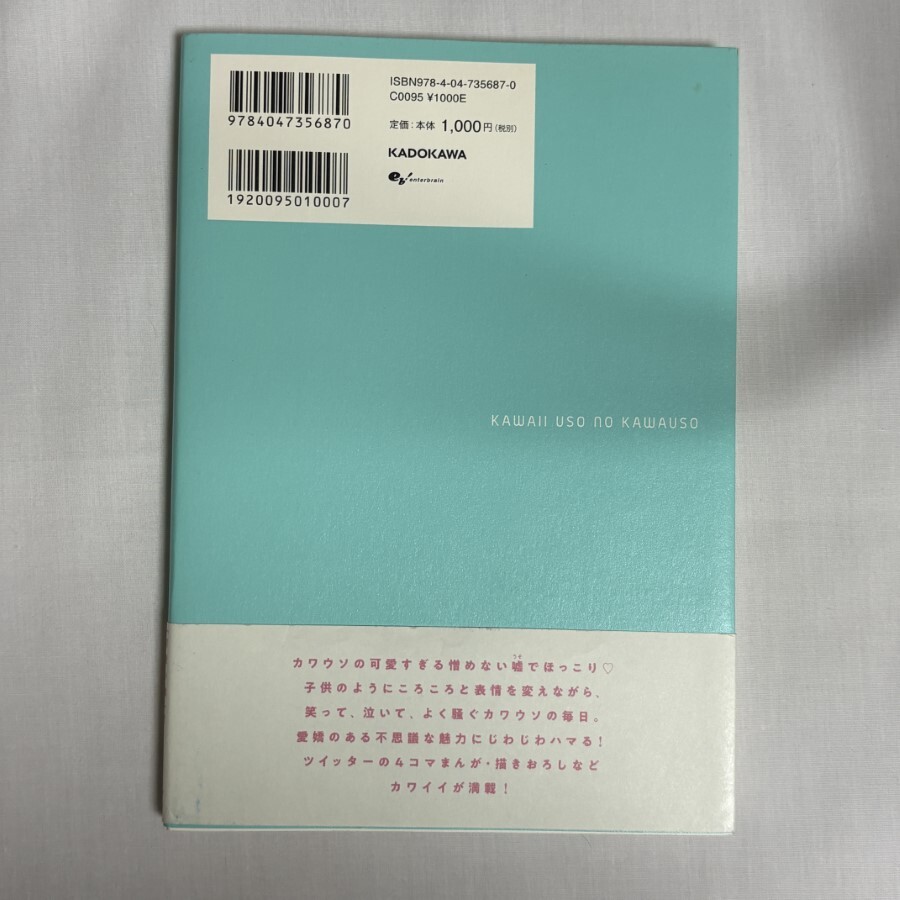 9784047356870
1920095010007
ISBN978-4-04-735687-0
C0095 ¥1000E
定価：本体 1,000円（税別）
KADOKAWA
eb! enterbrain
KAWAII USO NO KAWAUSO
カワウソの可愛すぎる憎めない嘘でほっこり♡
うそ
子供のようにころころと表情を変えながら、
笑って、泣いて、よく騒ぐカワウソの毎日。
愛嬌のある不思議な魅力にじわじわハマる！
ツイッターの4コマまんが・描きおろしなど
カワイイが満載！